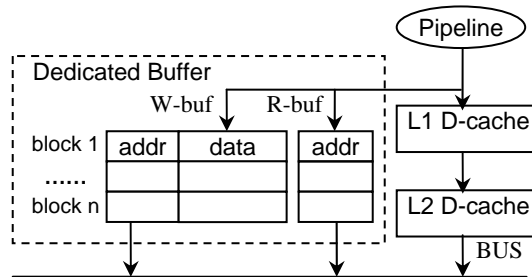 Pipeline
Dedicated Buffer
W-buf R-buf
block 1 addr data addr L1 D-cache
......
block n L2 D-cache
BUS